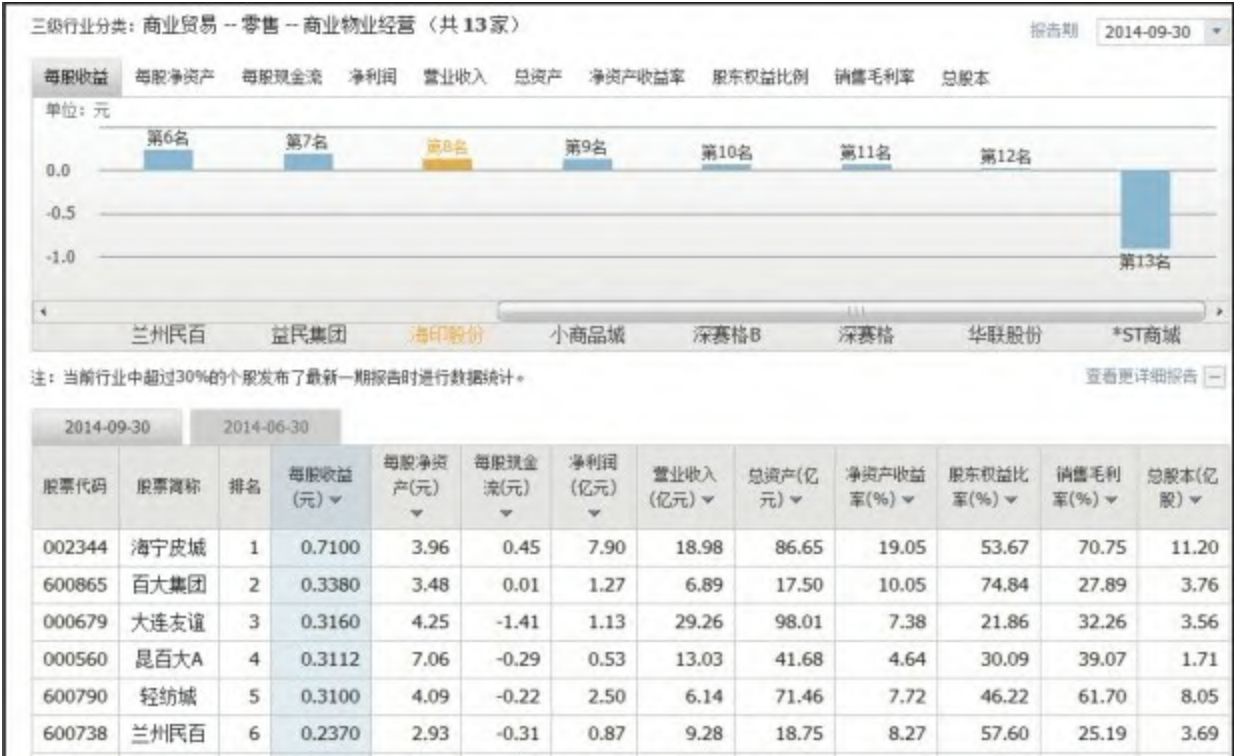 三级行业分类：商业贸易 -- 零售 -- 商业物业经营 （共 13 家） 报告期 2014-09-30
每股收益 每股净资产 每股现金流 净利润 营业收入 总资产 净资产收益率 股东权益比例 销售毛利率 总股本
单位：元
第6名 第7名 第8名 第9名 第10名 第11名 第12名
0.0
-0.5
-1.0
第13名
兰州民百 益民集团 海印股份 小商品城 深赛格B 深赛格 华联股份 *ST商城
注：当前行业中超过30%的个股发布了最新一期报告时进行数据统计。 查看更详细报告
2014-09-30 2014-06-30
股票代码 股票简称 排名 每股收益(元) 每股净资产(元) 每股现金流(元) 净利润(亿元) 营业收入(亿元) 总资产(亿元) 净资产收益率(%) 股东权益比率(%) 销售毛利率(%) 总股本(亿股)
002344 海宁皮城 1 0.7100 3.96 0.45 7.90 18.98 86.65 19.05 53.67 70.75 11.20
600865 百大集团 2 0.3380 3.48 0.01 1.27 6.89 17.50 10.05 74.84 27.89 3.76
000679 大连友谊 3 0.3160 4.25 -1.41 1.13 29.26 98.01 7.38 21.86 32.26 3.56
000560 昆百大A 4 0.3112 7.06 -0.29 0.53 13.03 41.68 4.64 30.09 39.07 1.71
600790 轻纺城 5 0.3100 4.09 -0.22 2.50 6.14 71.46 7.72 46.22 61.70 8.05
600738 兰州民百 6 0.2370 2.93 -0.31 0.87 9.28 18.75 8.27 57.60 25.19 3.69